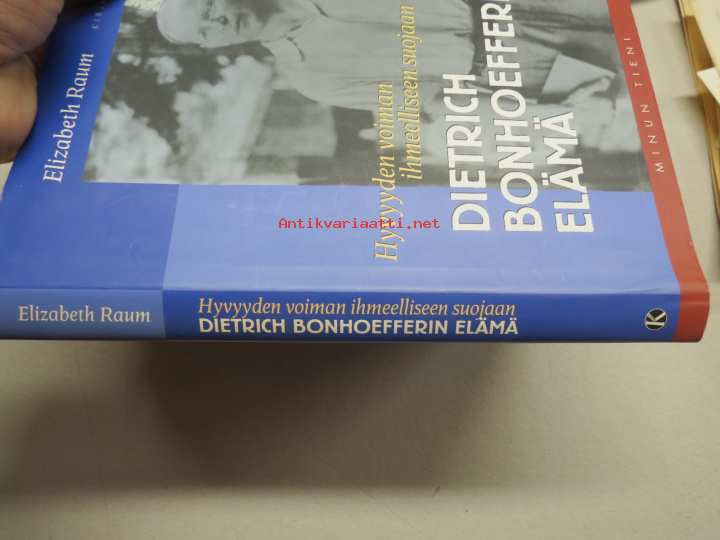 Elizabeth Raum
Hyvyyden voiman
ihmeelliseen suojaan
DIETRICH
BONHOEFFER
ELÄMÄ
MINUN TIENI
Antikvariaatti.net
Elizabeth Raum
Hyvyyden voiman ihmeelliseen suojaan
DIETRICH BONHOEFFERIN ELÄMÄ
K